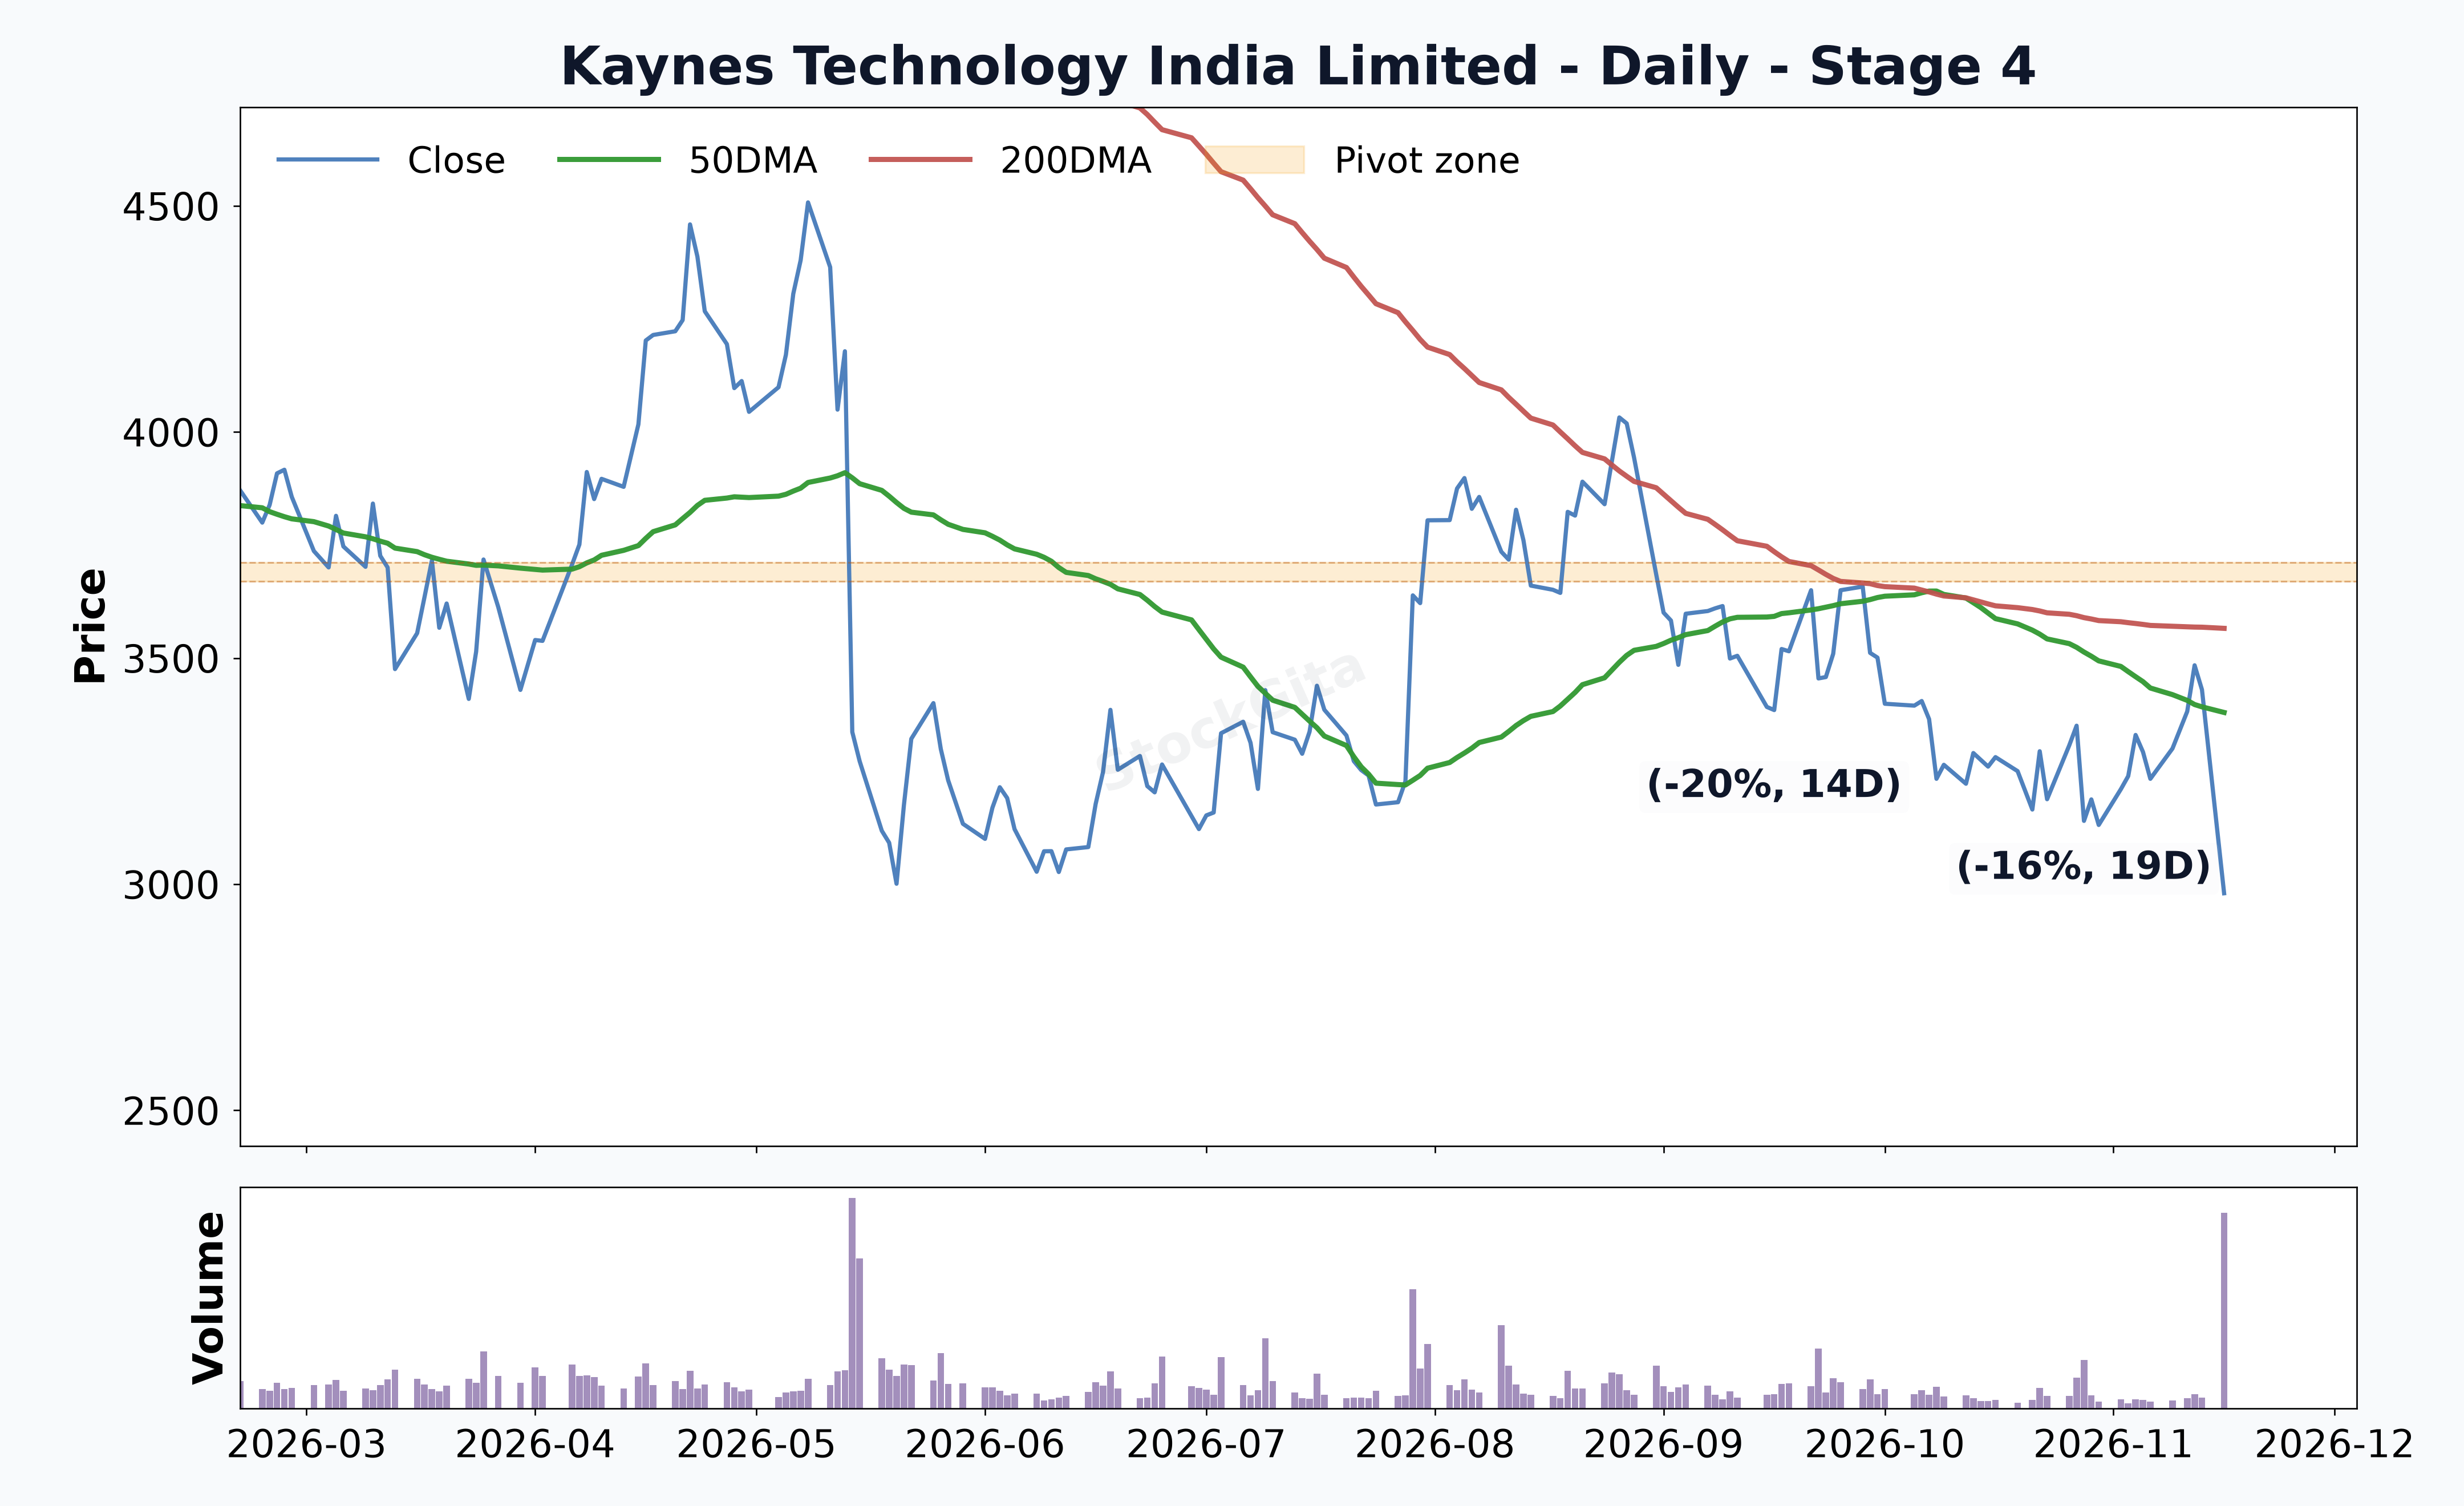 Kaynes Technology India Limited - Daily - Stage 4
Close 50DMA 200DMA Pivot zone
4500
4000
3500
3000
2500
Price
StockGita
(-20%, 14D)
(-16%, 19D)
Volume
2026-03 2026-04 2026-05 2026-06 2026-07 2026-08 2026-09 2026-10 2026-11 2026-12